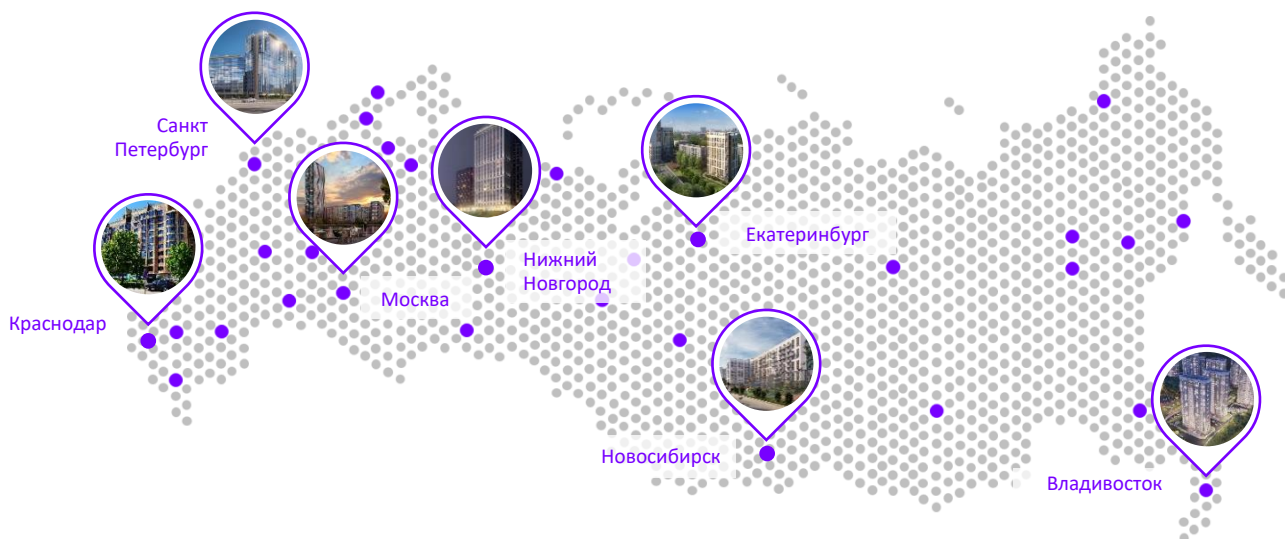 Санкт
Петербург
Екатеринбург
Нижний
Новгород
Москва
Краснодар
Новосибирск
Владивосток